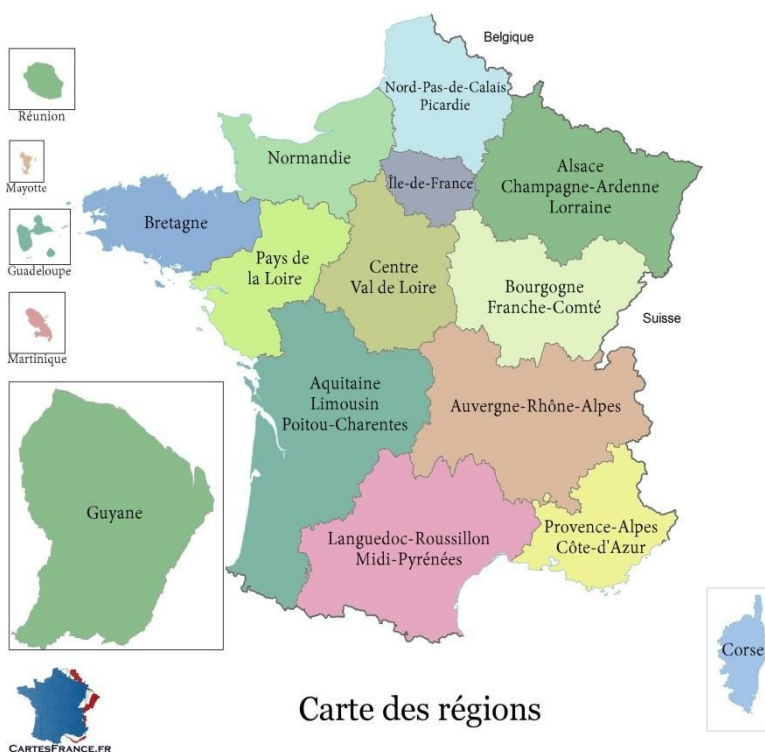 Belgique
Nord-Pas-de-Calais
Picardie
Réunion
Normandie
Île-de-France
Alsace
Champagne-Ardenne
Lorraine
Mayotte
Bretagne
Pays de
la Loire
Centre
Val de Loire
Bourgogne
Franche-Comté
Guadeloupe
Suisse
Martinique
Aquitaine
Limousin
Poitou-Charentes
Auvergne-Rhône-Alpes
Guyane
Languedoc-Roussillon
Midi-Pyrénées
Provence-Alpes
Côte-d'Azur
Corse
Carte des régions
CARTESFRANCE.FR